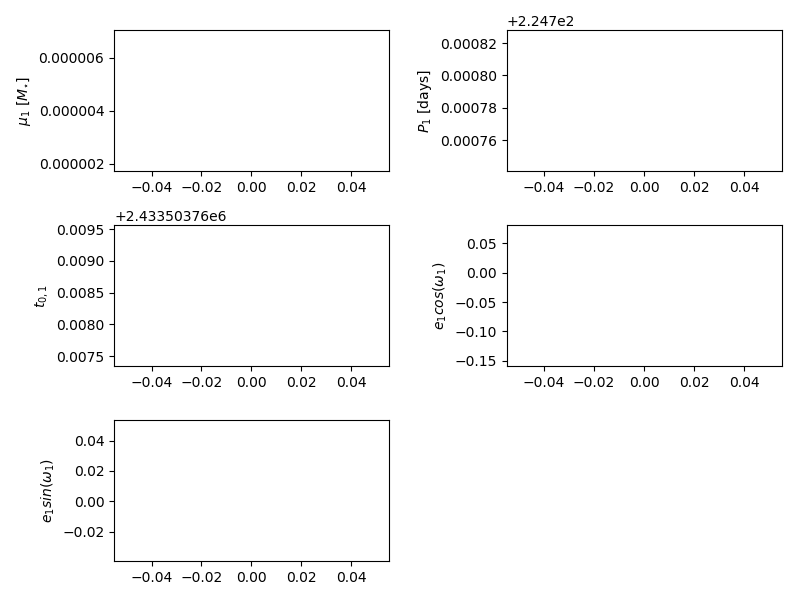 0.000006
0.000004
0.000002
μ₁ [M⋆]
−0.04 −0.02 0.00 0.02 0.04
+2.247e2
0.00082
0.00080
0.00078
0.00076
P₁ [days]
−0.04 −0.02 0.00 0.02 0.04
+2.43350376e6
0.0095
0.0090
0.0085
0.0080
0.0075
t₀,₁
−0.04 −0.02 0.00 0.02 0.04
0.05
0.00
−0.05
−0.10
−0.15
e₁cos(ω₁)
−0.04 −0.02 0.00 0.02 0.04
0.04
0.02
0.00
−0.02
e₁sin(ω₁)
−0.04 −0.02 0.00 0.02 0.04